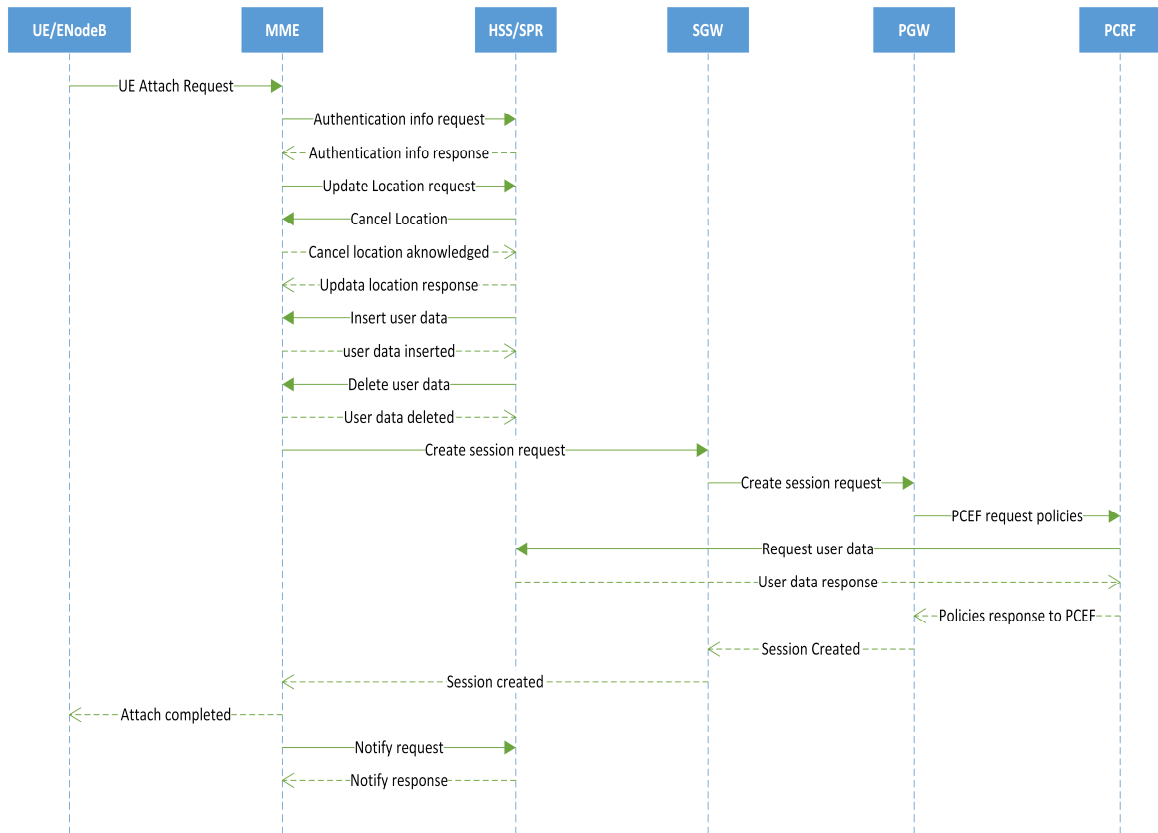 UE/ENodeB
MME
HSS/SPR
SGW
PGW
PCRF
UE Attach Request
Authentication info request
Authentication info response
Update Location request
Cancel Location
Cancel location aknowledged
Updata location response
Insert user data
user data inserted
Delete user data
User data deleted
Create session request
Create session request
PCEF request policies
Request user data
User data response
Policies response to PCEF
Session Created
Session created
Attach completed
Notify request
Notify response